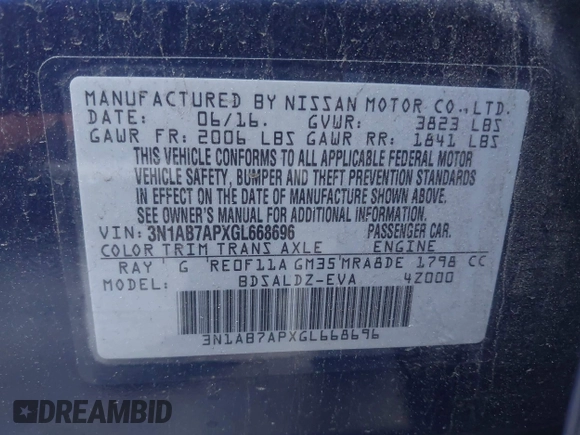 MANUFACTURED BY NISSAN MOTOR CO., LTD.
DATE: 06/16. GVWR: 3823 LBS
GAWR FR: 2006 LBS GAWR RR: 1841 LBS
THIS VEHICLE CONFORMS TO ALL APPLICABLE FEDERAL MOTOR
VEHICLE SAFETY, BUMPER AND THEFT PREVENTION STANDARDS
IN EFFECT ON THE DATE OF MANUFACTURE SHOWN ABOVE.
SEE OWNER'S MANUAL FOR ADDITIONAL INFORMATION.
VIN: 3N1AB7APXGL668696 PASSENGER CAR.
COLOR TRIM TRANS AXLE ENGINE
RAY G RE0F11A GM35 MRA8DE 1798 CC
MODEL: BDSALDZ-EVA 4Z000
3N1AB7APXGL668696
DREAMBID